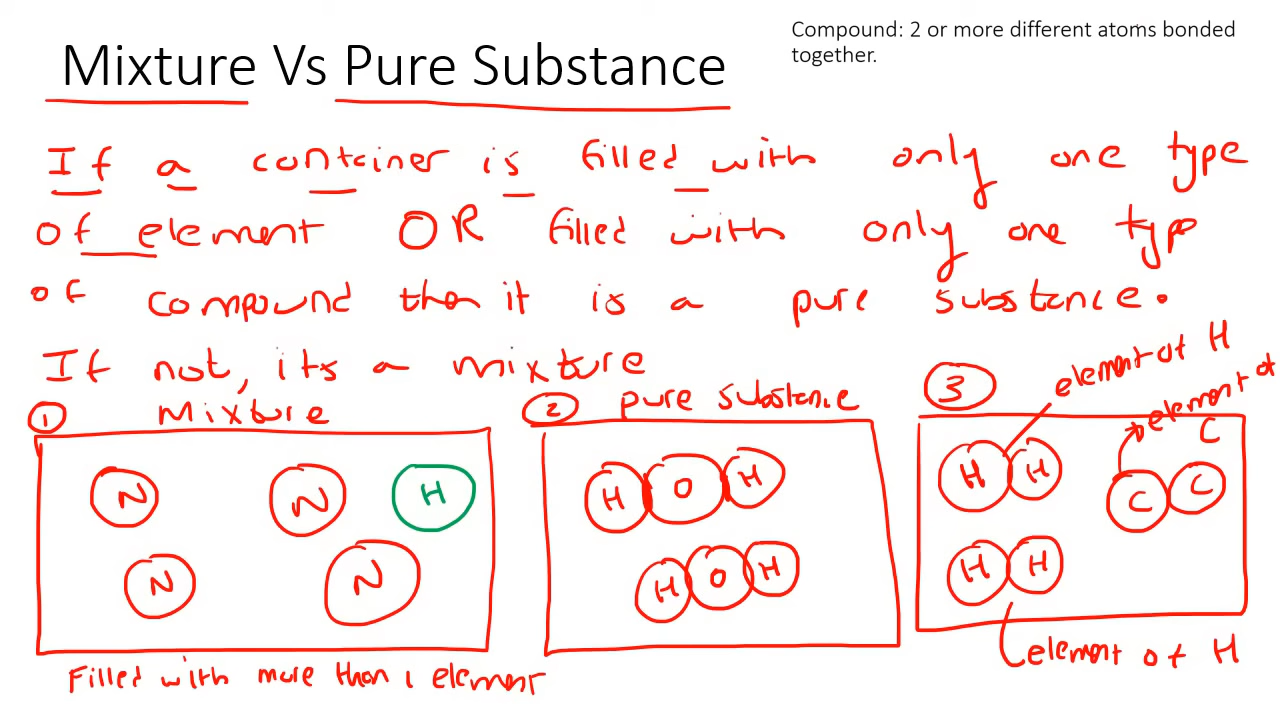 Mixture Vs Pure Substance
Compound: 2 or more different atoms bonded
together.
If a container is filled with only one type
of element OR filled with only one type
of compound then it is a pure substance.
If not, its a mixture
① Mixture
② pure substance
③
element of H
element of
C
N N H
N N
H O H
H O H
H H
C C
H H
element of H
Filled with more than 1 element